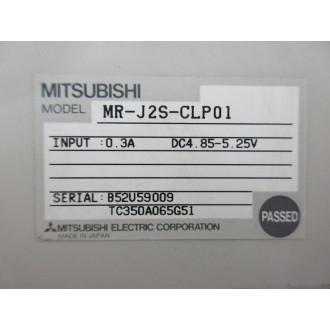 MITSUBISHI
MODEL MR-J2S-CLP01
INPUT :0.3A DC4.85-5.25V
SERIAL: B52U59009
TC350A065G51
PASSED
MITSUBISHI ELECTRIC CORPORATION
MADE IN JAPAN